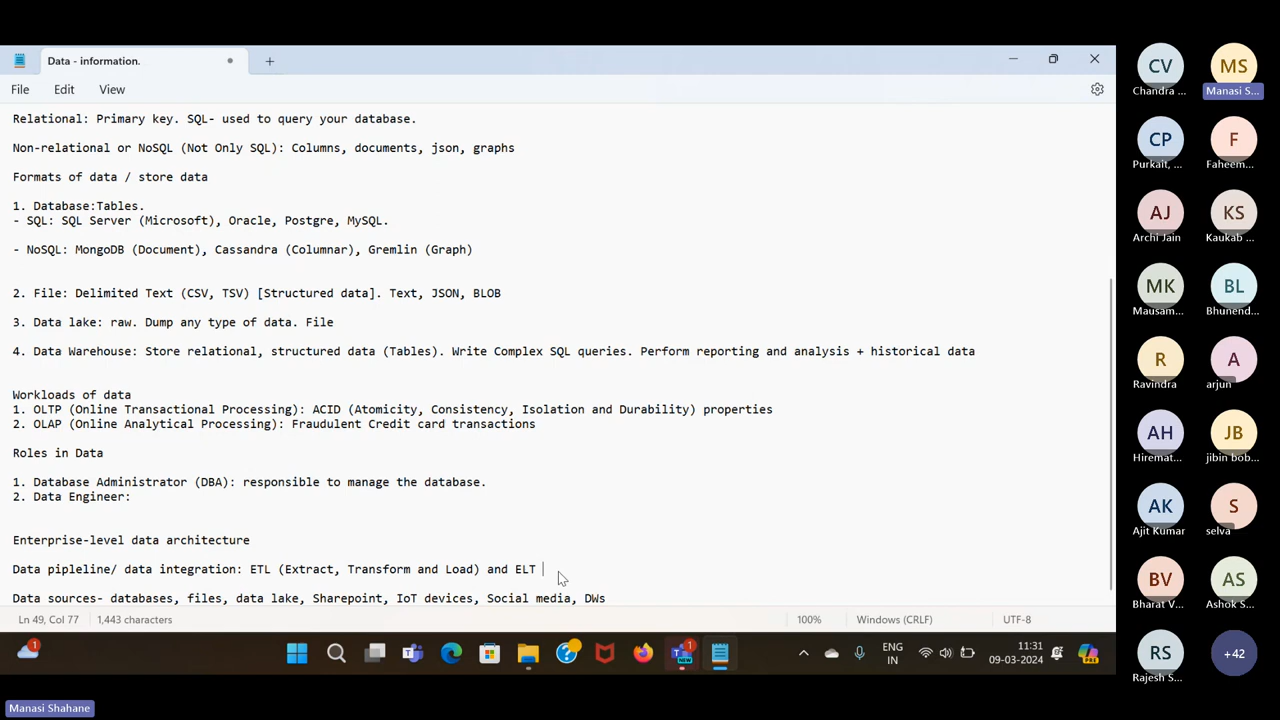 Data - information.
File Edit View
Relational: Primary key. SQL- used to query your database.
Non-relational or NoSQL (Not Only SQL): Columns, documents, json, graphs
Formats of data / store data
1. Database:Tables.
- SQL: SQL Server (Microsoft), Oracle, Postgre, MySQL.
- NoSQL: MongoDB (Document), Cassandra (Columnar), Gremlin (Graph)
2. File: Delimited Text (CSV, TSV) [Structured data]. Text, JSON, BLOB
3. Data lake: raw. Dump any type of data. File
4. Data Warehouse: Store relational, structured data (Tables). Write Complex SQL queries. Perform reporting and analysis + historical data
Workloads of data
1. OLTP (Online Transactional Processing): ACID (Atomicity, Consistency, Isolation and Durability) properties
2. OLAP (Online Analytical Processing): Fraudulent Credit card transactions
Roles in Data
1. Database Administrator (DBA): responsible to manage the database.
2. Data Engineer:
Enterprise-level data architecture
Data pipleline/ data integration: ETL (Extract, Transform and Load) and ELT
Data sources- databases, files, data lake, Sharepoint, IoT devices, Social media, DWs
Ln 49, Col 77 1,443 characters 100% Windows (CRLF) UTF-8
1
1
NEW
ENG
IN
11:31
09-03-2024
PRE
Manasi Shahane
CV MS
Chandra ... Manasi S...
CP F
Purkait, ... Faheem...
AJ KS
Archi Jain Kaukab ...
MK BL
Mausam... Bhunend...
R A
Ravindra arjun
AH JB
Hiremat... jibin bob...
AK S
Ajit Kumar selva
BV AS
Bharat V... Ashok S...
RS +42
Rajesh S...